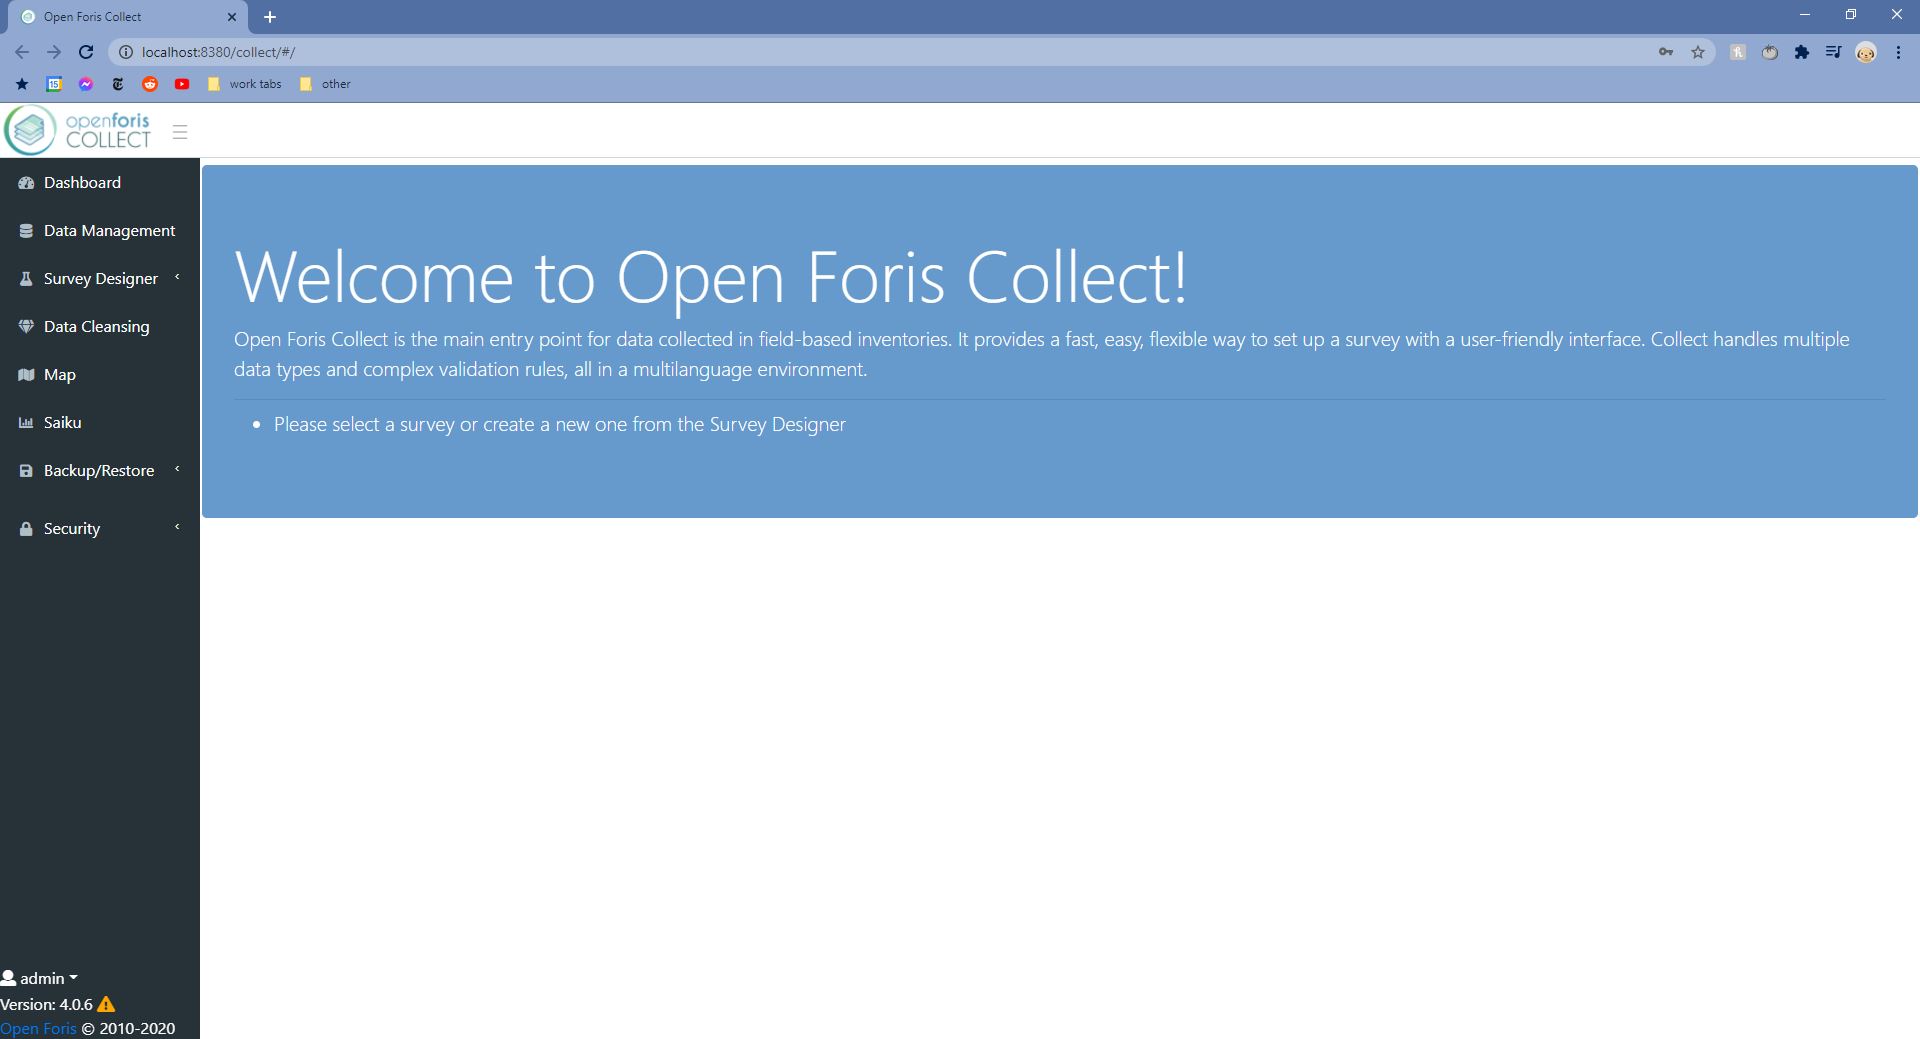 Open Foris Collect
localhost:8380/collect/#/
15
work tabs
other
openforis
COLLECT
Dashboard
Data Management
Survey Designer
Data Cleansing
Map
Saiku
Backup/Restore
Security
Welcome to Open Foris Collect!
Open Foris Collect is the main entry point for data collected in field-based inventories. It provides a fast, easy, flexible way to set up a survey with a user-friendly interface. Collect handles multiple
data types and complex validation rules, all in a multilanguage environment.
Please select a survey or create a new one from the Survey Designer
admin
Version: 4.0.6
Open Foris © 2010-2020